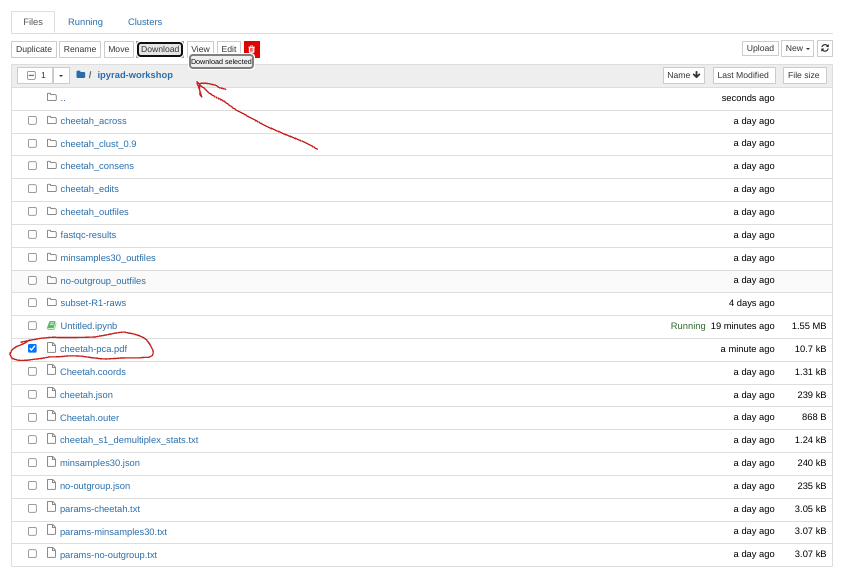 Files Running Clusters
Duplicate Rename Move Download View Edit Upload New
Download selected
1 / ipyrad-workshop Name Last Modified File size
.. seconds ago
cheetah_across a day ago
cheetah_clust_0.9 a day ago
cheetah_consens a day ago
cheetah_edits a day ago
cheetah_outfiles a day ago
fastqc-results a day ago
minsamples30_outfiles a day ago
no-outgroup_outfiles a day ago
subset-R1-raws 4 days ago
Untitled.ipynb Running 19 minutes ago 1.55 MB
cheetah-pca.pdf a minute ago 10.7 kB
Cheetah.coords a day ago 1.31 kB
cheetah.json a day ago 239 kB
Cheetah.outer a day ago 868 B
cheetah_s1_demultiplex_stats.txt a day ago 1.24 kB
minsamples30.json a day ago 240 kB
no-outgroup.json a day ago 235 kB
params-cheetah.txt a day ago 3.05 kB
params-minsamples30.txt a day ago 3.07 kB
params-no-outgroup.txt a day ago 3.07 kB